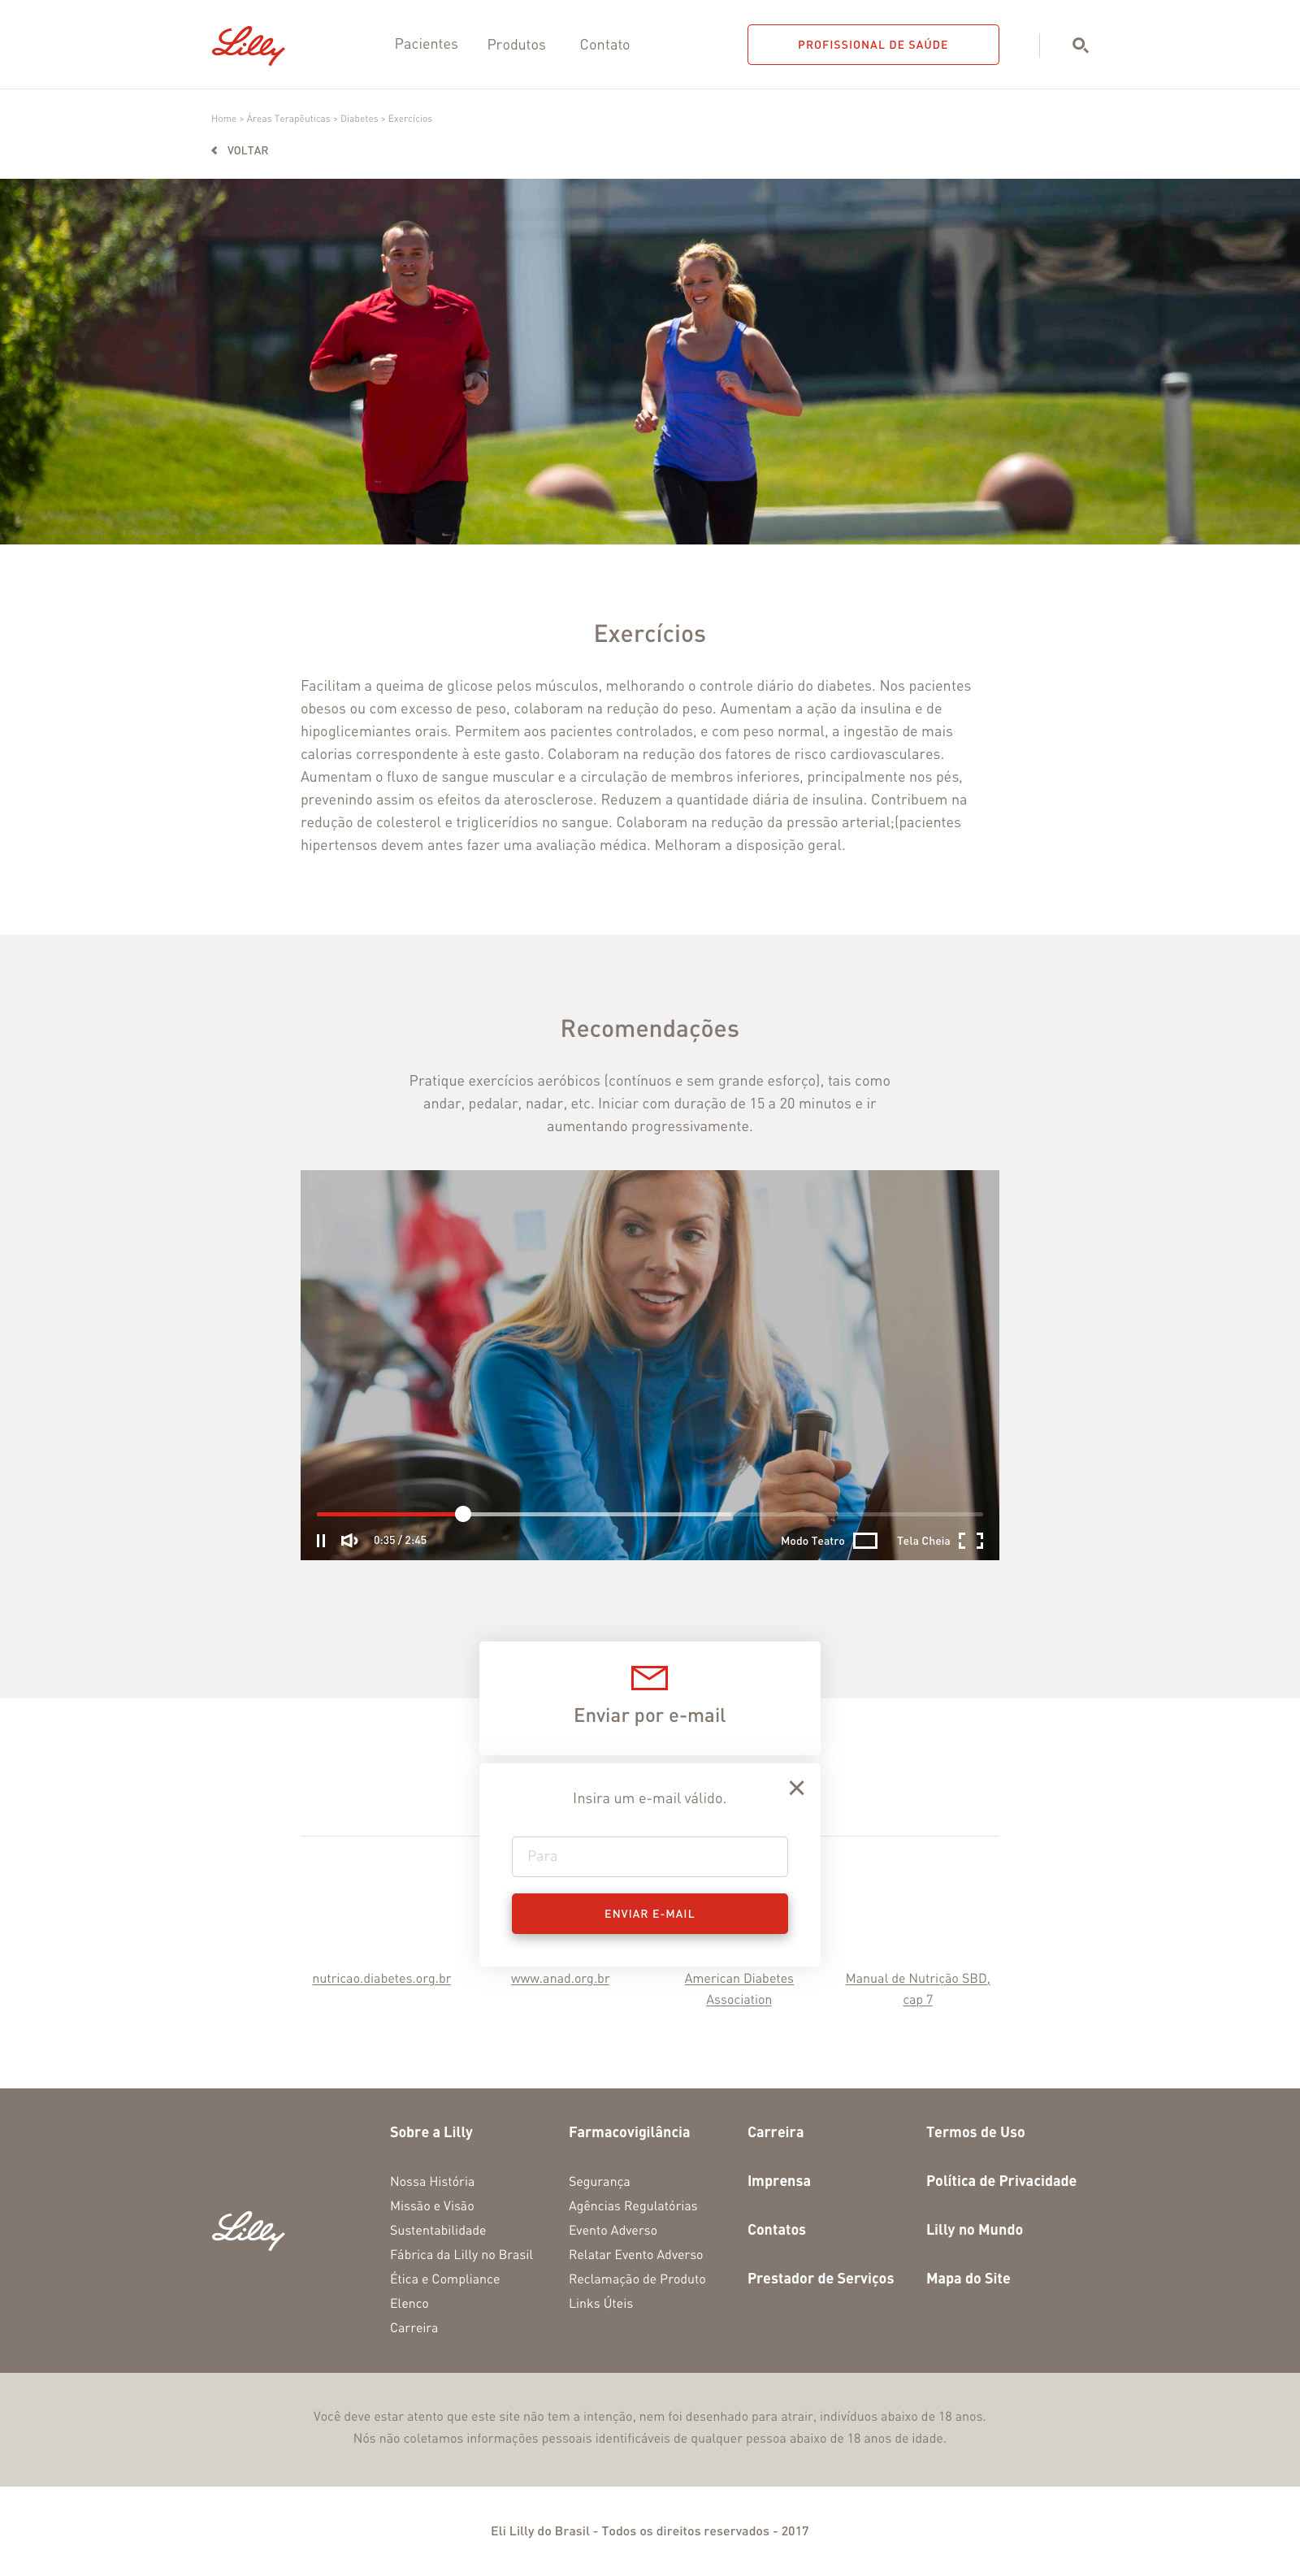 Lilly
Pacientes
Produtos
Contato
PROFISSIONAL DE SAÚDE
Home > Áreas Terapêuticas > Diabetes > Exercícios
VOLTAR
Exercícios
Facilitam a queima de glicose pelos músculos, melhorando o controle diário do diabetes. Nos pacientes
obesos ou com excesso de peso, colaboram na redução do peso. Aumentam a ação da insulina e de
hipoglicemiantes orais. Permitem aos pacientes controlados, e com peso normal, a ingestão de mais
calorias correspondente à este gasto. Colaboram na redução dos fatores de risco cardiovasculares.
Aumentam o fluxo de sangue muscular e a circulação de membros inferiores, principalmente nos pés,
prevenindo assim os efeitos da aterosclerose. Reduzem a quantidade diária de insulina. Contribuem na
redução de colesterol e triglicerídios no sangue. Colaboram na redução da pressão arterial;(pacientes
hipertensos devem antes fazer uma avaliação médica. Melhoram a disposição geral.
Recomendações
Pratique exercícios aeróbicos (contínuos e sem grande esforço), tais como
andar, pedalar, nadar, etc. Iniciar com duração de 15 a 20 minutos e ir
aumentando progressivamente.
0:35 / 2:45
Modo Teatro
Tela Cheia
Enviar por e-mail
Insira um e-mail válido.
Para
ENVIAR E-MAIL
nutricao.diabetes.org.br
www.anad.org.br
American Diabetes
Association
Manual de Nutricão SBD,
cap 7
Lilly
Sobre a Lilly
Nossa História
Missão e Visão
Sustentabilidade
Fábrica da Lilly no Brasil
Ética e Compliance
Elenco
Carreira
Farmacovigilância
Segurança
Agências Regulatórias
Evento Adverso
Relatar Evento Adverso
Reclamação de Produto
Links Úteis
Carreira
Imprensa
Contatos
Prestador de Serviços
Termos de Uso
Política de Privacidade
Lilly no Mundo
Mapa do Site
Você deve estar atento que este site não tem a intenção, nem foi desenhado para atrair, indivíduos abaixo de 18 anos.
Nós não coletamos informações pessoais identificáveis de qualquer pessoa abaixo de 18 anos de idade.
Eli Lilly do Brasil - Todos os direitos reservados - 2017